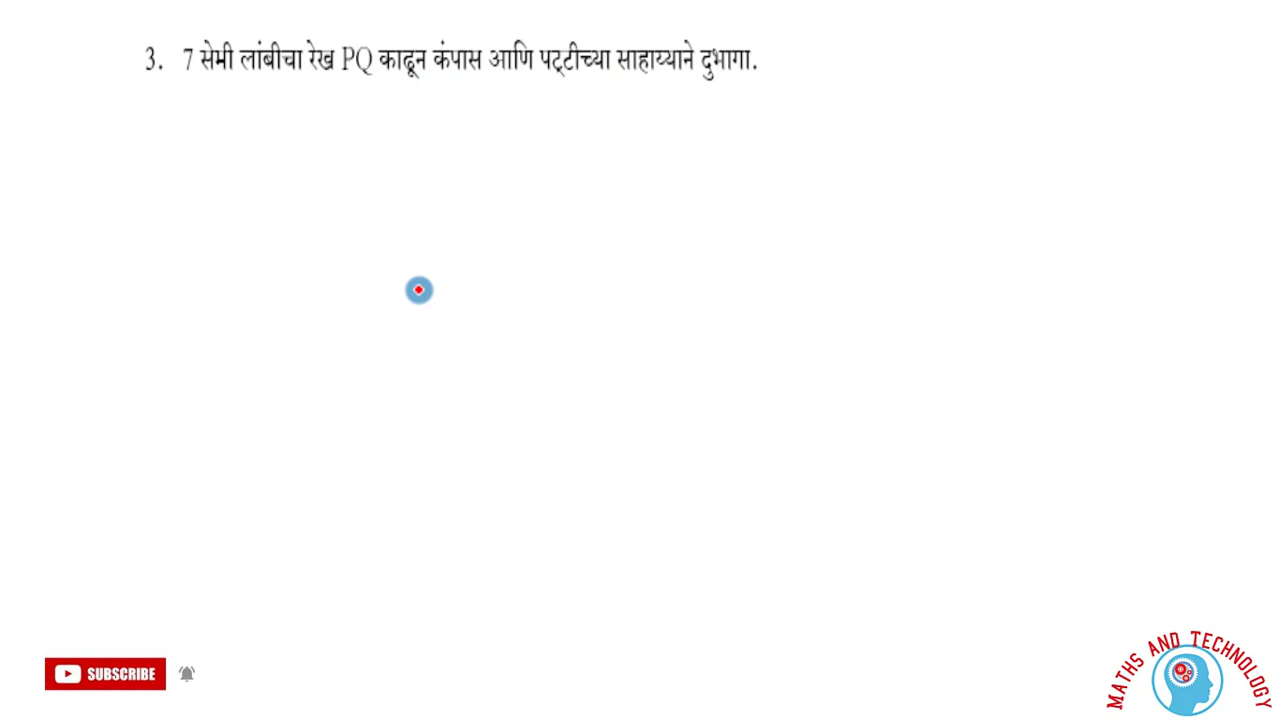 3. 7 सेमी लांबीचा रेख PQ काढून कंपास आणि पट्टीच्या साहाय्याने दुभागा.
SUBSCRIBE
MATHS AND TECHNOLOGY